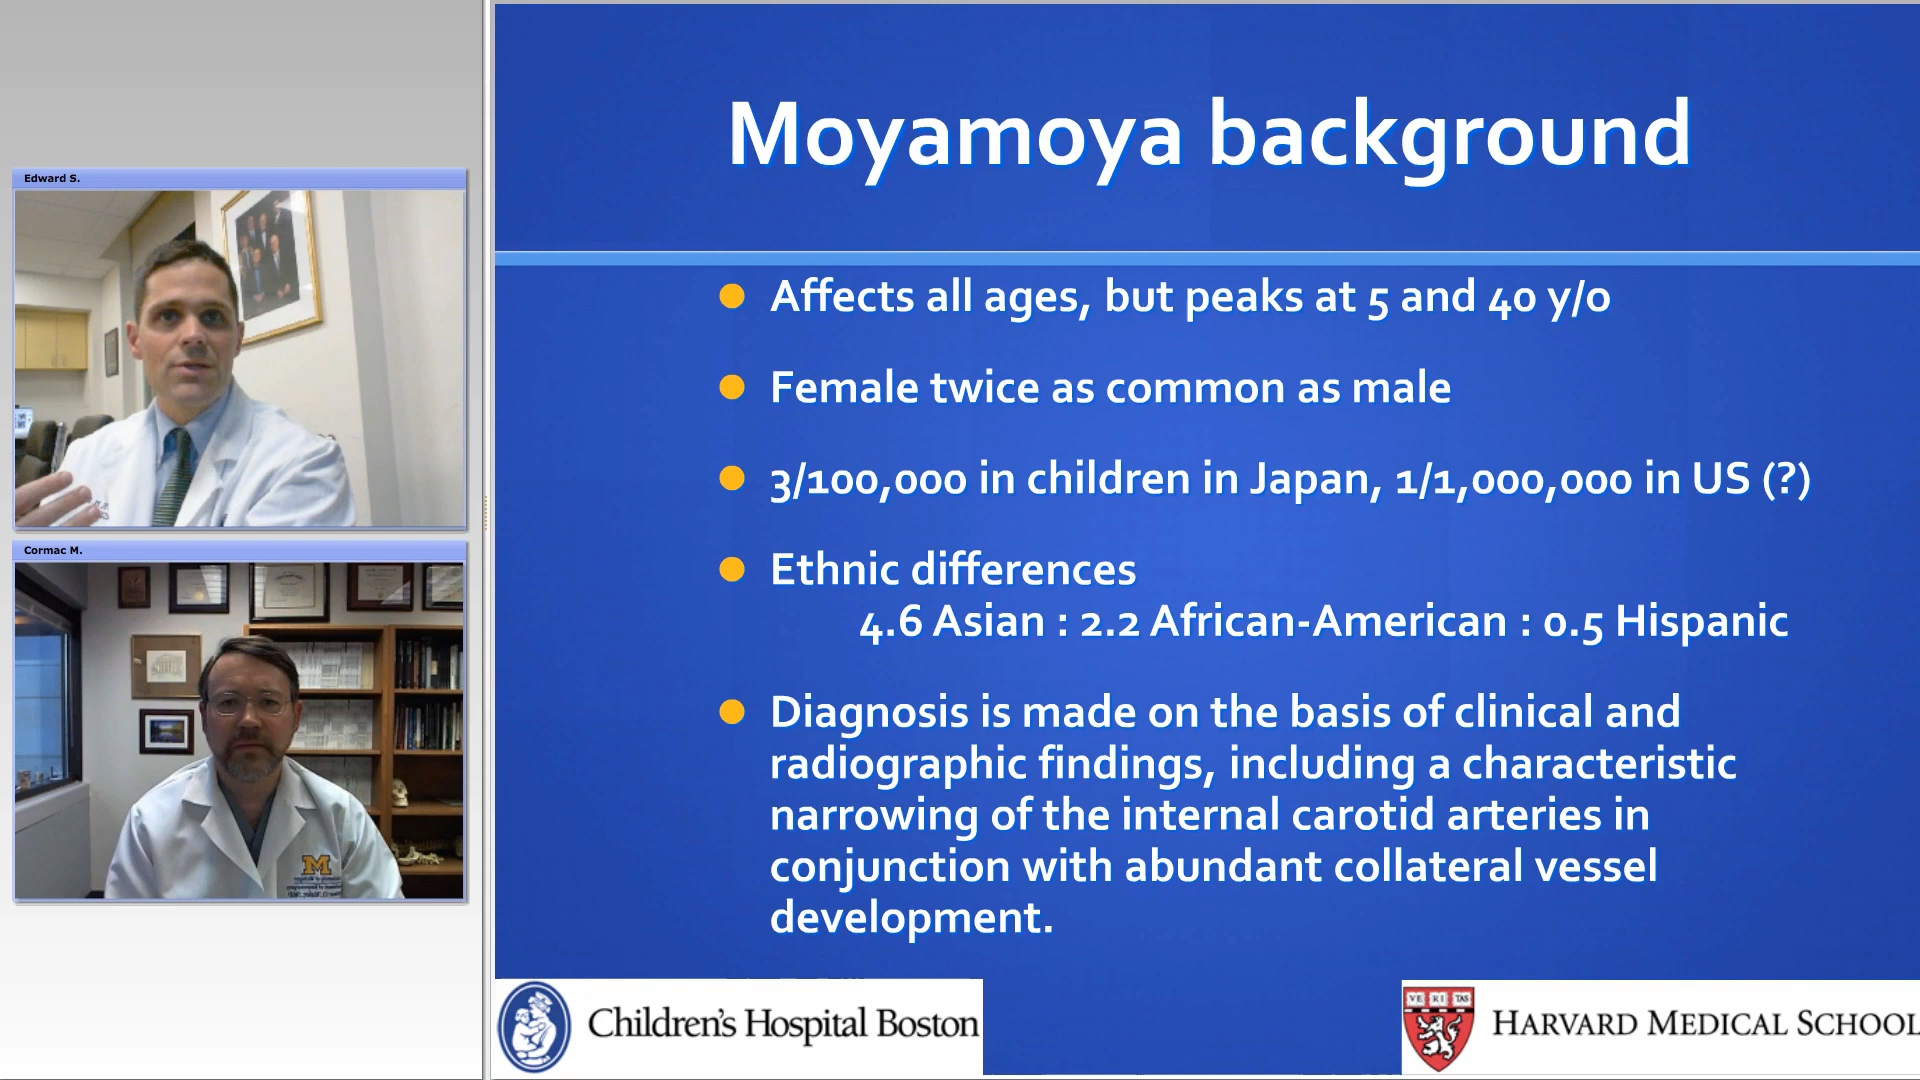 Edward S.
Cormac M.
Moyamoya background
Affects all ages, but peaks at 5 and 40 y/o
Female twice as common as male
3/100,000 in children in Japan, 1/1,000,000 in US (?)
Ethnic differences
4.6 Asian : 2.2 African-American : 0.5 Hispanic
Diagnosis is made on the basis of clinical and
radiographic findings, including a characteristic
narrowing of the internal carotid arteries in
conjunction with abundant collateral vessel
development.
Children's Hospital Boston
VE RI TAS
HARVARD MEDICAL SCHOOL
M